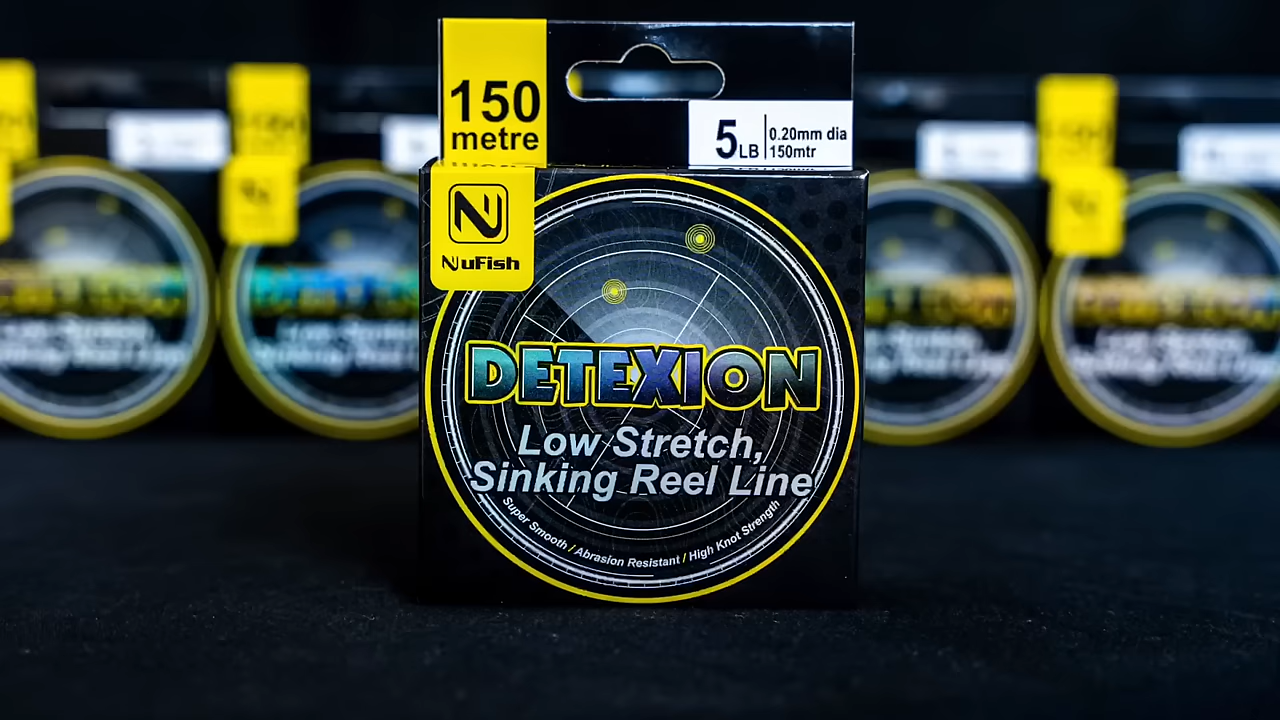 150
metre
5LB
0.20mm dia
150mtr
N
NuFish
DETEXION
Low Stretch,
Sinking Reel Line
Super Smooth / Abrasion Resistant / High Knot Strength